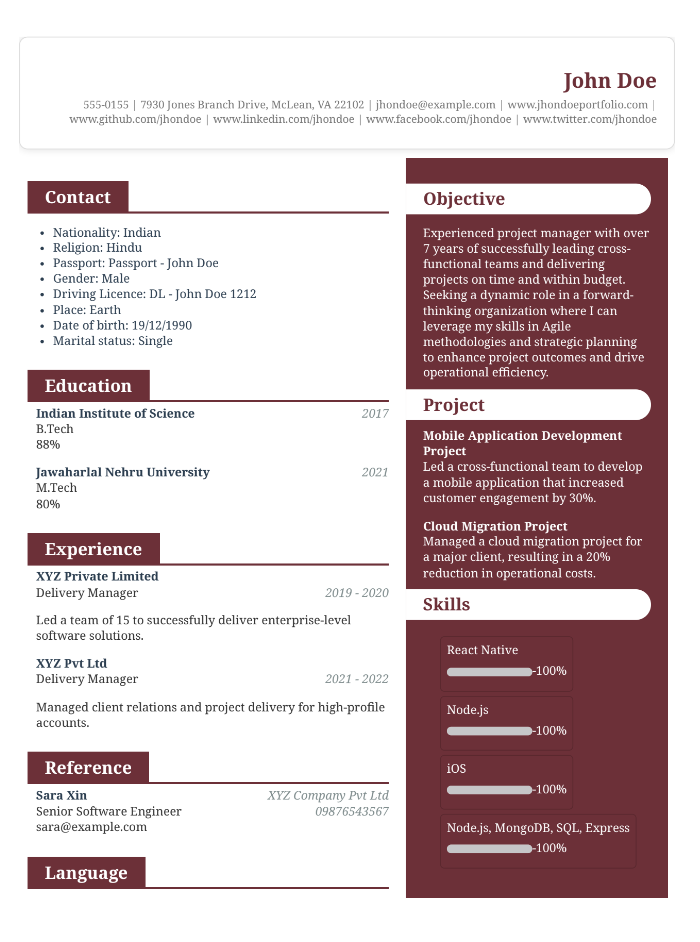 John Doe
555-0155 | 7930 Jones Branch Drive, McLean, VA 22102 | jhondoe@example.com | www.jhondoeportfolio.com |
www.github.com/jhondoe | www.linkedin.com/jhondoe | www.facebook.com/jhondoe | www.twitter.com/jhondoe
Contact
• Nationality: Indian
• Religion: Hindu
• Passport: Passport - John Doe
• Gender: Male
• Driving Licence: DL - John Doe 1212
• Place: Earth
• Date of birth: 19/12/1990
• Marital status: Single
Education
Indian Institute of Science 2017
B.Tech
88%
Jawaharlal Nehru University 2021
M.Tech
80%
Experience
XYZ Private Limited
Delivery Manager 2019 - 2020
Led a team of 15 to successfully deliver enterprise-level
software solutions.
XYZ Pvt Ltd
Delivery Manager 2021 - 2022
Managed client relations and project delivery for high-profile
accounts.
Reference
Sara Xin XYZ Company Pvt Ltd
Senior Software Engineer 09876543567
sara@example.com
Language
Objective
Experienced project manager with over
7 years of successfully leading cross-
functional teams and delivering
projects on time and within budget.
Seeking a dynamic role in a forward-
thinking organization where I can
leverage my skills in Agile
methodologies and strategic planning
to enhance project outcomes and drive
operational efficiency.
Project
Mobile Application Development
Project
Led a cross-functional team to develop
a mobile application that increased
customer engagement by 30%.
Cloud Migration Project
Managed a cloud migration project for
a major client, resulting in a 20%
reduction in operational costs.
Skills
React Native
-100%
Node.js
-100%
iOS
-100%
Node.js, MongoDB, SQL, Express
-100%